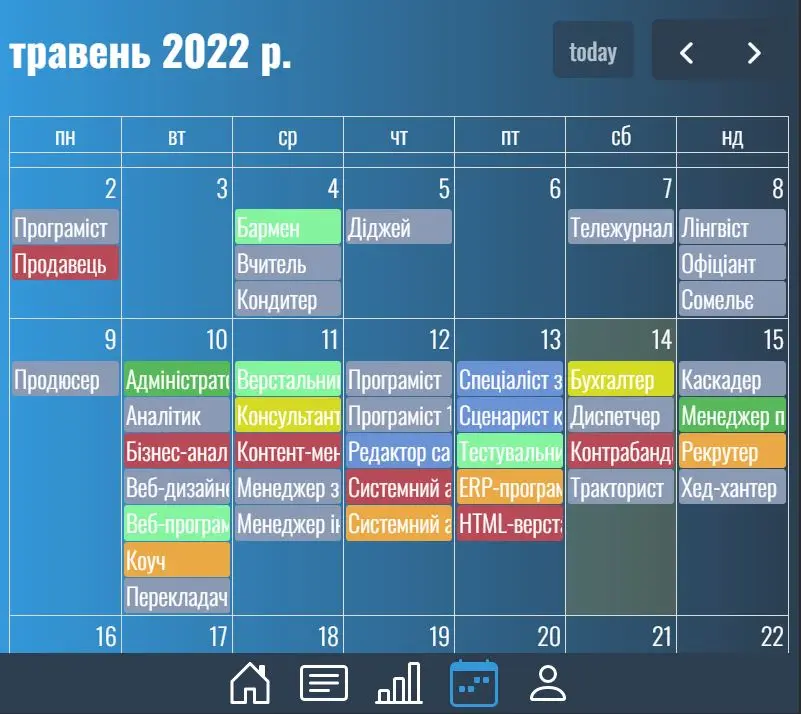 травень 2022 р.
today
пн вт ср чт пт сб нд
2 3 4 5 6 7 8
Програміст Бармен Діджей Тележурнал Лінгвіст
Продавець Вчитель Офіціант
Кондитер Сомельє
9 10 11 12 13 14 15
Продюсер Адміністрато Верстальни Програміст Спеціаліст з Бухгалтер Каскадер
Аналітик Консультант Програміст 1 Сценарист к Диспетчер Менеджер п
Бізнес-анал Контент-мен Редактор са Тестувальни Контрабанд Рекрутер
Веб-дизайне Менеджер з Системний а ERP-програм Тракторист Хед-хантер
Веб-програм Менеджер ін Системний а HTML-верст
Коуч
Перекладач
16 17 18 19 20 21 22